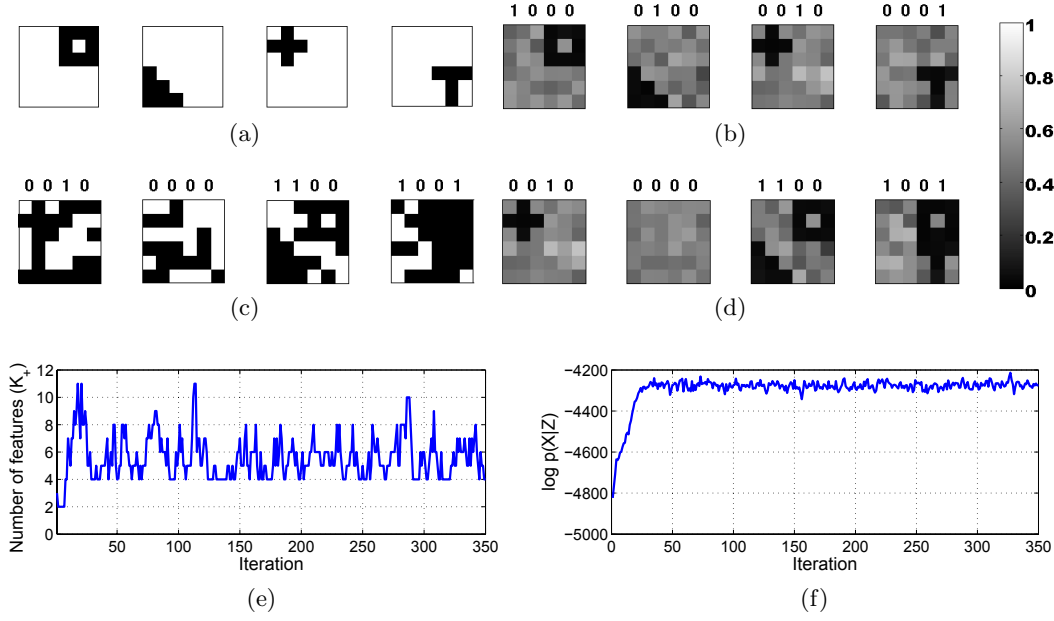 1 0 0 0
0 1 0 0
0 0 1 0
0 0 0 1
1
0.8
0.6
0.4
0.2
0
(a)
(b)
0 0 1 0
0 0 0 0
1 1 0 0
1 0 0 1
0 0 1 0
0 0 0 0
1 1 0 0
1 0 0 1
(c)
(d)
Number of features (K+)
12
10
8
6
4
2
0
50 100 150 200 250 300 350
Iteration
(e)
log p(X|Z)
−4200
−4400
−4600
−4800
−5000
0 50 100 150 200 250 300 350
Iteration
(f)